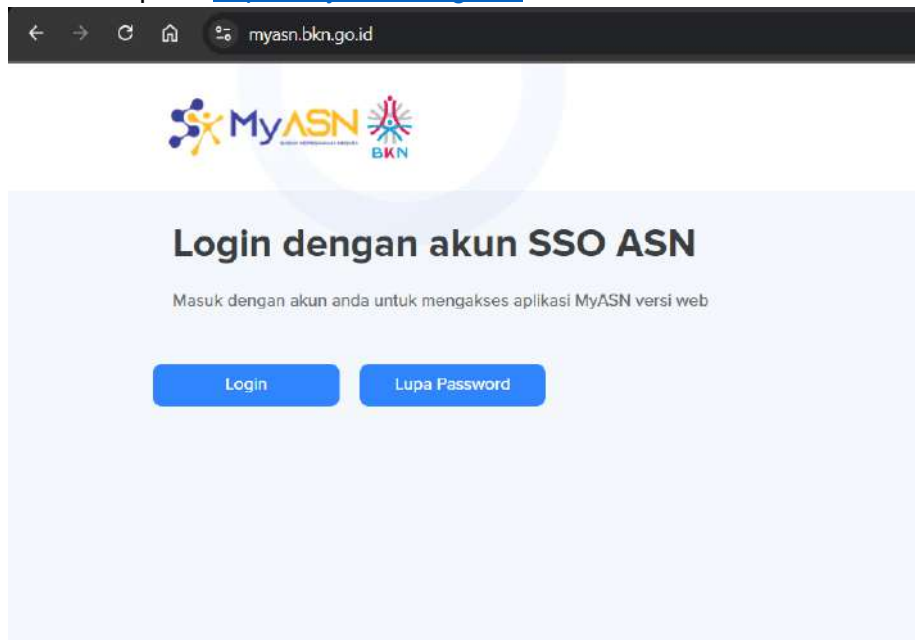 myasn.bkn.go.id
MyASN
BKN
Login dengan akun SSO ASN
Masuk dengan akun anda untuk mengakses aplikasi MyASN versi web
Login
Lupa Password